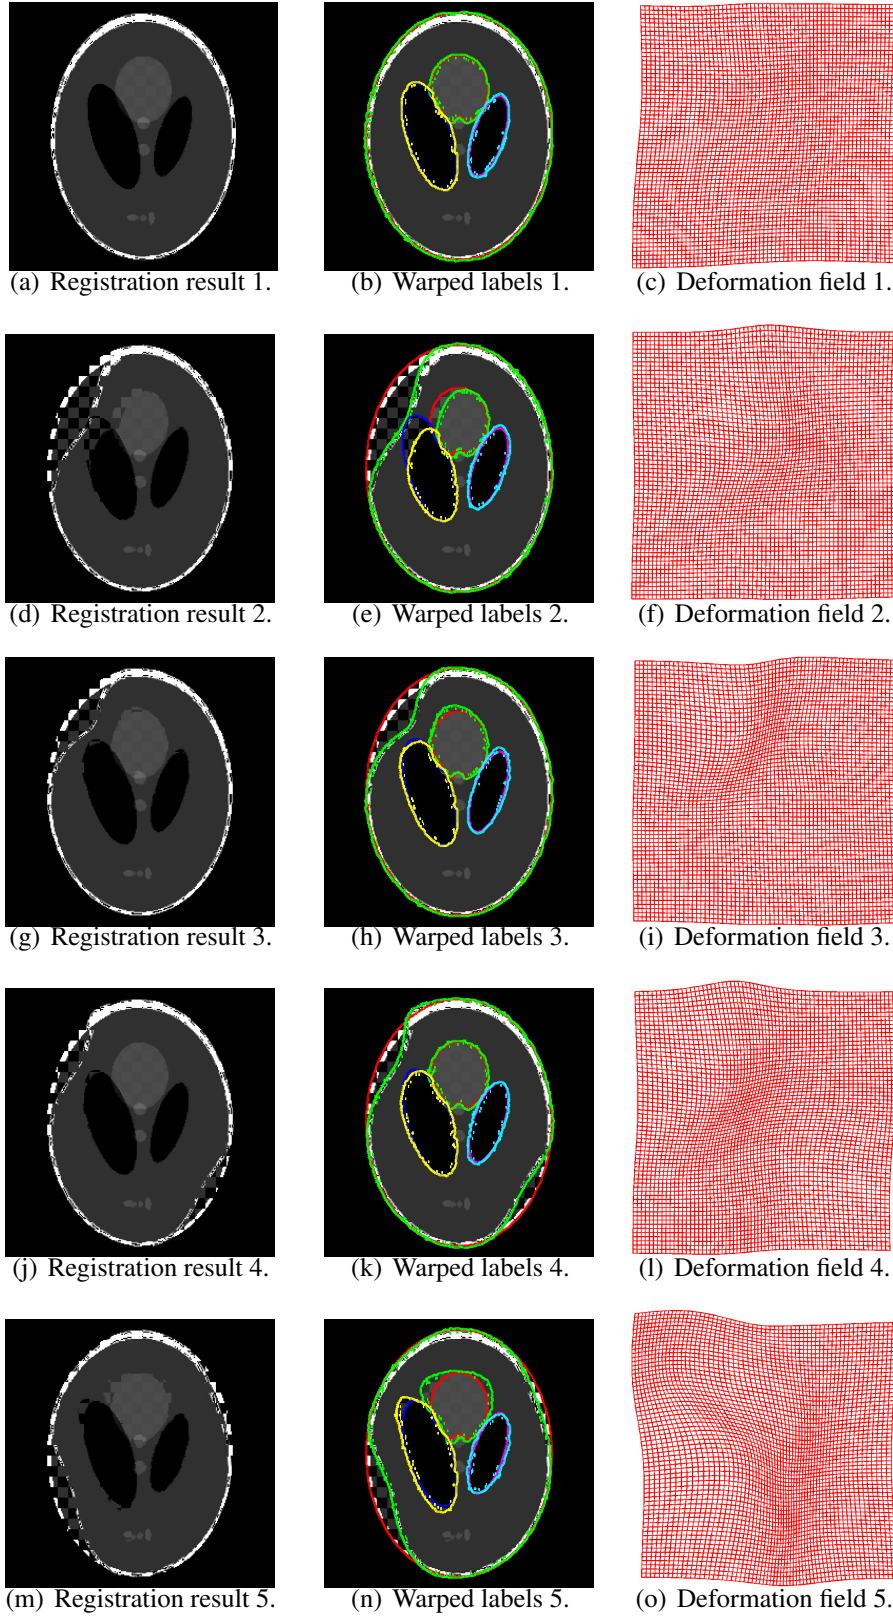 (a) Registration result 1.
(b) Warped labels 1.
(c) Deformation field 1.
(d) Registration result 2.
(e) Warped labels 2.
(f) Deformation field 2.
(g) Registration result 3.
(h) Warped labels 3.
(i) Deformation field 3.
(j) Registration result 4.
(k) Warped labels 4.
(l) Deformation field 4.
(m) Registration result 5.
(n) Warped labels 5.
(o) Deformation field 5.